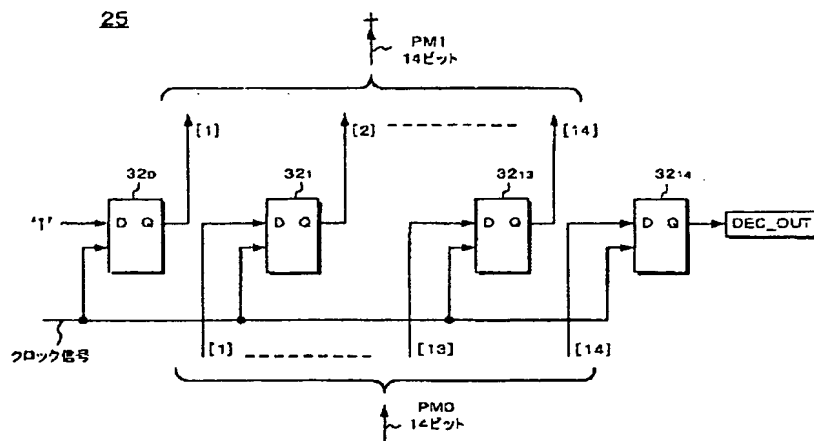 25
PM1
14ビット
[1]
[2]
[14]
32D
321
3213
3214
'1'
D Q
D Q
D Q
D Q
DEC_OUT
クロック信号
[1]
[13]
[14]
PM0
14ビット